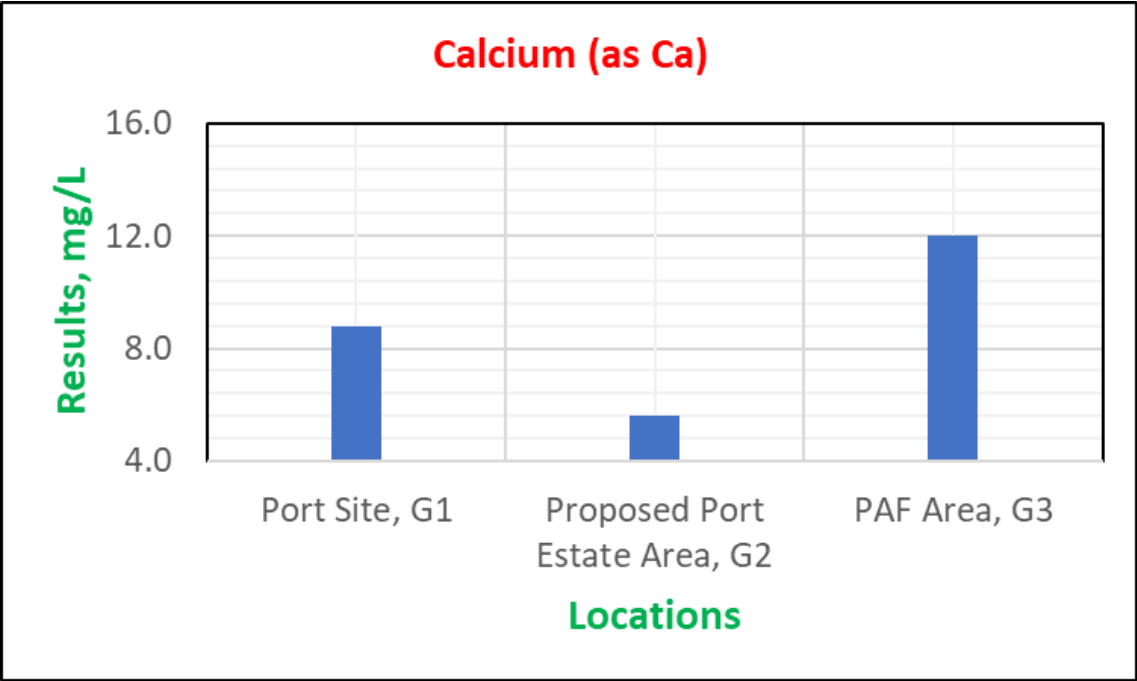 Calcium (as Ca)
Results, mg/L
16.0
12.0
8.0
4.0
Port Site, G1
Proposed Port
Estate Area, G2
PAF Area, G3
Locations